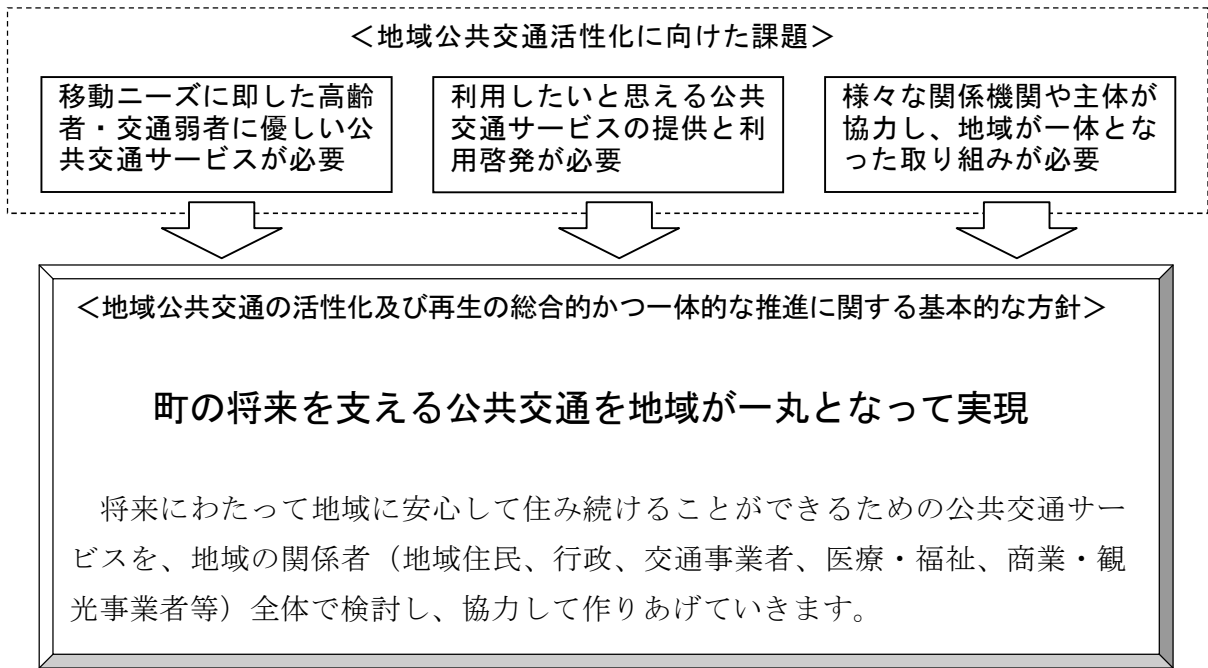 ＜地域公共交通活性化に向けた課題＞
移動ニーズに即した高齢
者・交通弱者に優しい公
共交通サービスが必要
利用したいと思える公共
交通サービスの提供と利
用啓発が必要
様々な関係機関や主体が
協力し、地域が一体とな
った取り組みが必要
＜地域公共交通の活性化及び再生の総合的かつ一体的な推進に関する基本的な方針＞
町の将来を支える公共交通を地域が一丸となって実現
将来にわたって地域に安心して住み続けることができるための公共交通サー
ビスを、地域の関係者（地域住民、行政、交通事業者、医療・福祉、商業・観
光事業者等）全体で検討し、協力して作りあげていきます。